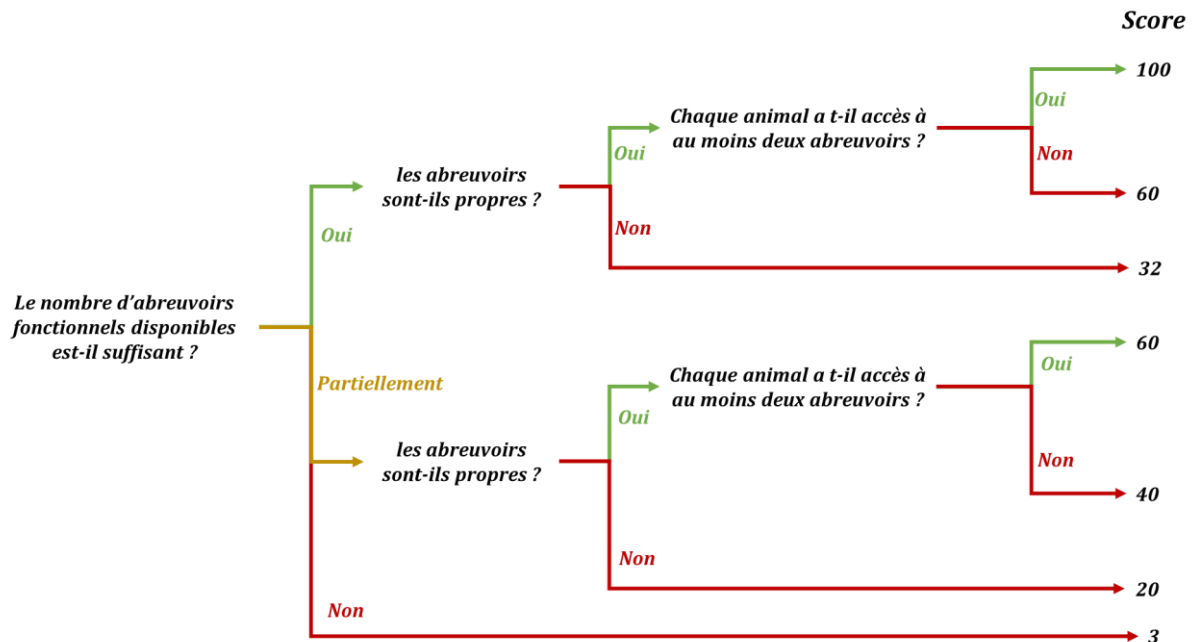 Score
100
Oui
Chaque animal a t-il accès à
au moins deux abreuvoirs ?
Oui
Non
60
les abreuvoirs
sont-ils propres ?
Oui
Non
32
Le nombre d'abreuvoirs
fonctionnels disponibles
est-il suffisant ?
Partiellement
60
Oui
Chaque animal a t-il accès à
au moins deux abreuvoirs ?
Oui
les abreuvoirs
sont-ils propres ?
Non
40
Non
20
Non
3